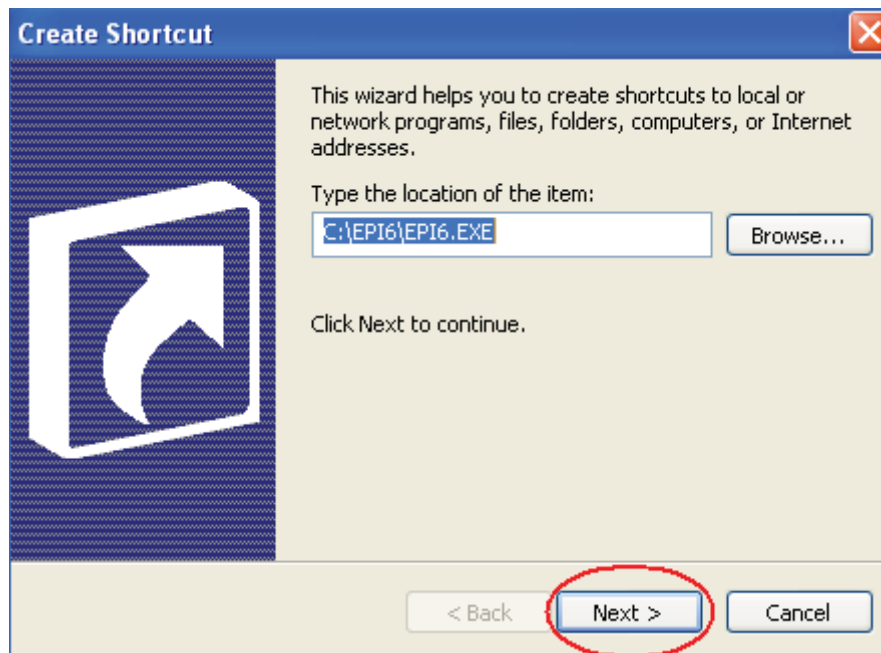 Create Shortcut
This wizard helps you to create shortcuts to local or
network programs, files, folders, computers, or Internet
addresses.
Type the location of the item:
C:\EPI6\EPI6.EXE
Browse...
Click Next to continue.
< Back
Next >
Cancel